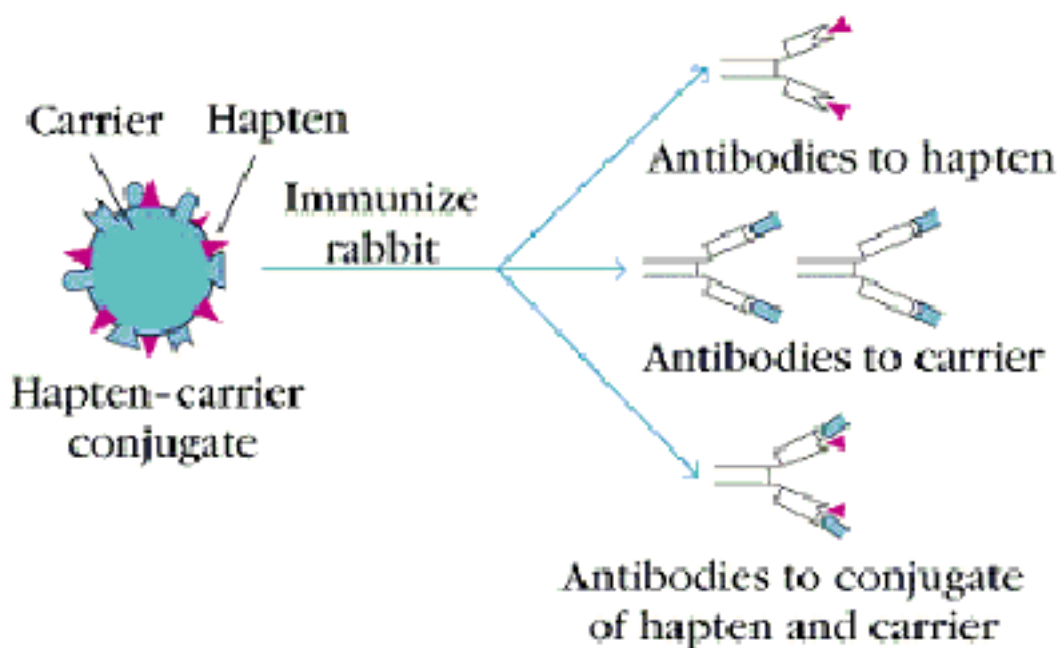 Carrier Hapten
Immunize
rabbit
Hapten-carrier
conjugate
Antibodies to hapten
Antibodies to carrier
Antibodies to conjugate
of hapten and carrier